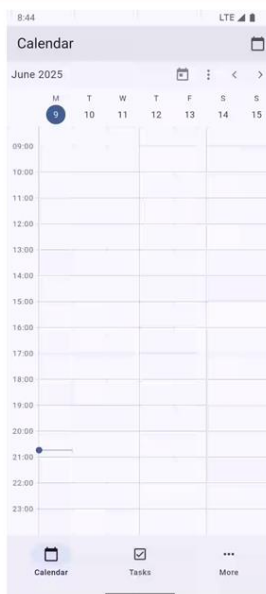 8:44 LTE
Calendar
June 2025
M T W T F S S
9 10 11 12 13 14 15
09:00
10:00
11:00
12:00
13:00
14:00
15:00
16:00
17:00
18:00
19:00
20:00
21:00
22:00
23:00
Calendar Tasks More